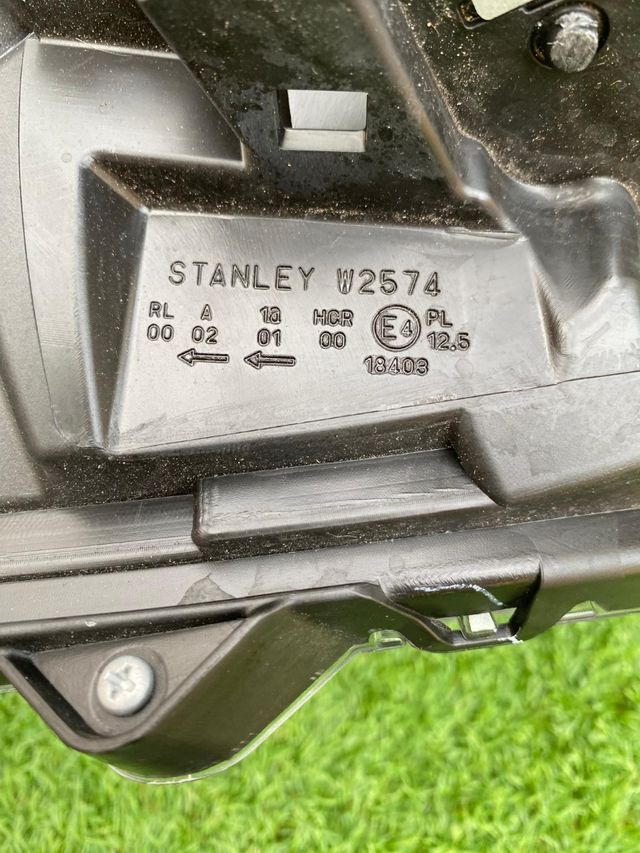 STANLEY W2574
RL A 1a HCR E4 PL
00 02 01 00 12.5
18403